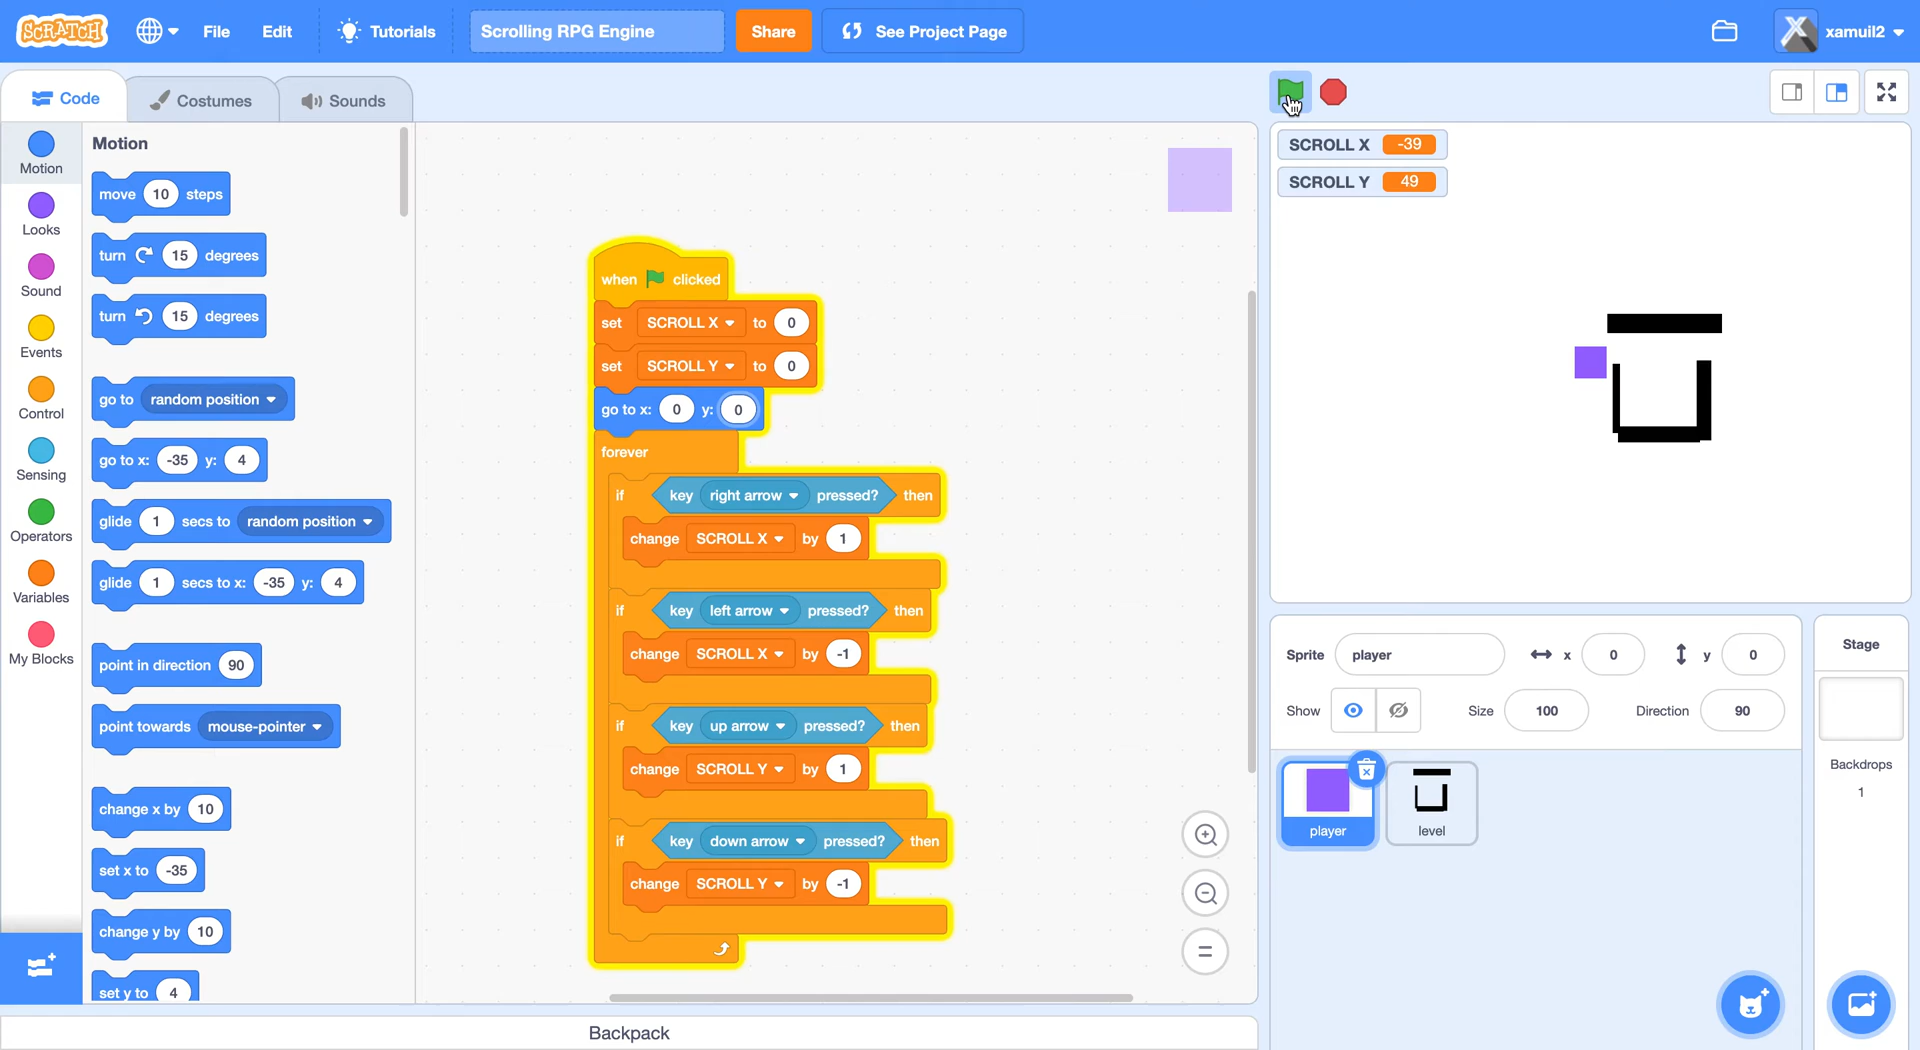 SCRATCH File Edit Tutorials Scrolling RPG Engine Share See Project Page xamuil2
Code Costumes Sounds
Motion
Looks
Sound
Events
Control
Sensing
Operators
Variables
My Blocks
Motion
move 10 steps
turn 15 degrees
turn 15 degrees
go to random position
go to x: -35 y: 4
glide 1 secs to random position
glide 1 secs to x: -35 y: 4
point in direction 90
point towards mouse-pointer
change x by 10
set x to -35
change y by 10
set y to 4
when clicked
set SCROLL X to 0
set SCROLL Y to 0
go to x: 0 y: 0
forever
if key right arrow pressed? then
change SCROLL X by 1
if key left arrow pressed? then
change SCROLL X by -1
if key up arrow pressed? then
change SCROLL Y by 1
if key down arrow pressed? then
change SCROLL Y by -1
Backpack
SCROLL X -39
SCROLL Y 49
Sprite player x 0 y 0
Show Size 100 Direction 90
player
level
Stage
Backdrops
1